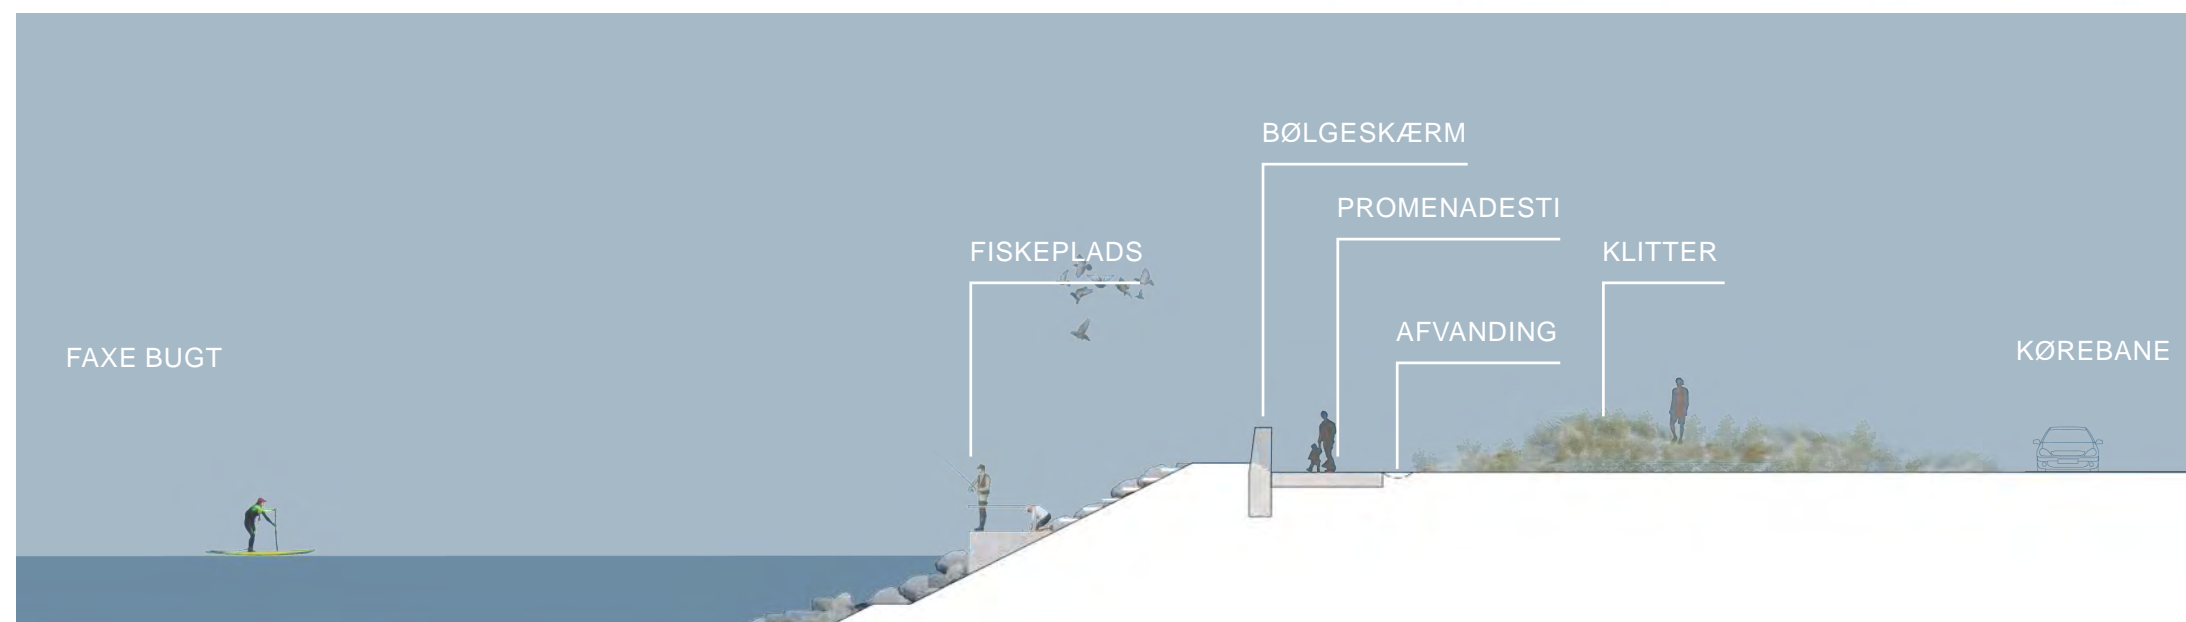 BØLGESKÆRM
PROMENADESTI
FISKEPLADS
KLITTER
AFVANDING
FAXE BUGT
KØREBANE